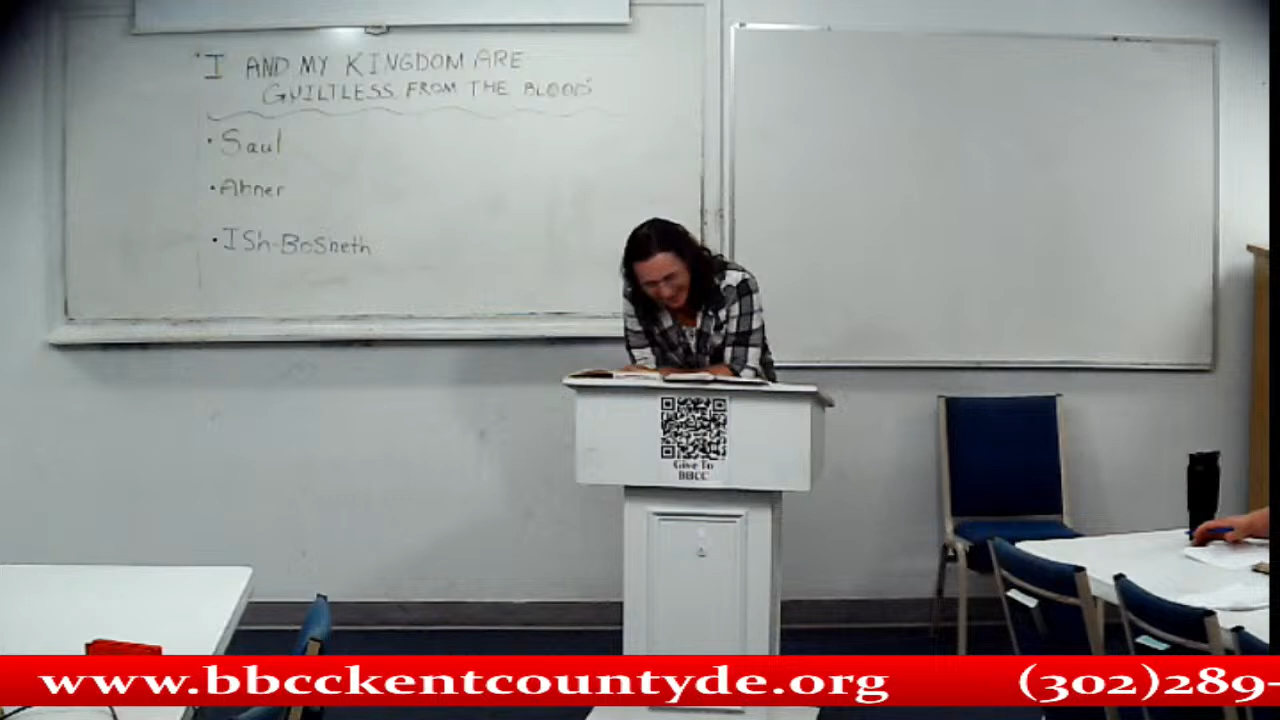 "I AND MY KINGDOM ARE
GUILTLESS FROM THE BLOOD"
• Saul
• Abner
• ISh-BoSheth
Give To
BBCC
www.bbcckentcountyde.org
(302)289-